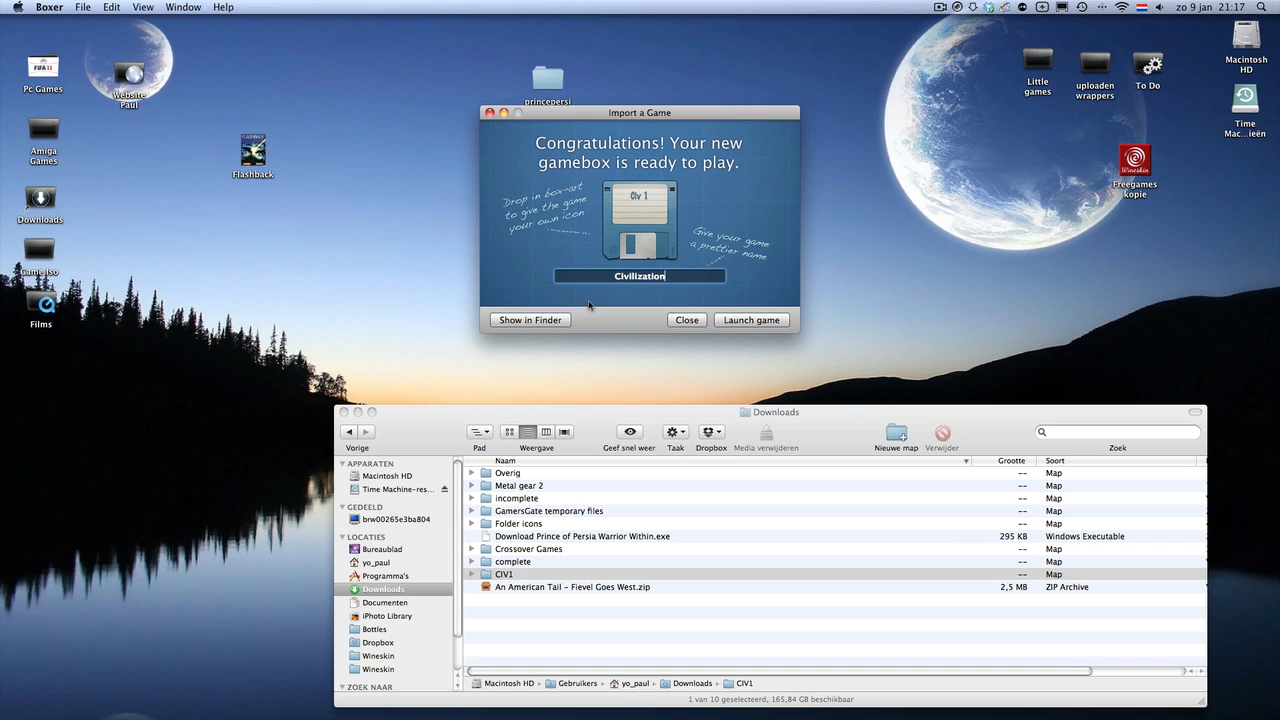 Boxer File Edit View Window Help
zo 9 jan 21:17
FIFA 11
Pc Games
Website
Paul
Amiga
Games
Downloads
Game Iso
Films
FLASHBACK
Flashback
princepersi
Little
games
uploaden
wrappers
To Do
Macintosh
HD
Time
Mac...ieën
Wineskin
Freegames
kopie
Import a Game
Congratulations! Your new
gamebox is ready to play.
Drop in box-art
to give the game
your own icon
Civ 1
Give your game
a prettier name
Civilization
Show in Finder
Close
Launch game
Downloads
Vorige
Pad
Weergave
Geef snel weer
Taak
Dropbox
Media verwijderen
Nieuwe map
Verwijder
Zoek
Naam Grootte Soort
APPARATEN
Macintosh HD
Time Machine-res...
GEDEELD
brw00265e3ba804
LOCATIES
Bureaublad
yo_paul
Programma's
Downloads
Documenten
iPhoto Library
Bottles
Dropbox
Wineskin
Wineskin
ZOEK NAAR
Overig -- Map
Metal gear 2 -- Map
incomplete -- Map
GamersGate temporary files -- Map
Folder icons -- Map
Download Prince of Persia Warrior Within.exe 295 KB Windows Executable
Crossover Games -- Map
complete -- Map
CIV1 -- Map
An American Tail - Fievel Goes West.zip 2,5 MB ZIP Archive
Macintosh HD Gebruikers yo_paul Downloads CIV1
1 van 10 geselecteerd, 165,84 GB beschikbaar